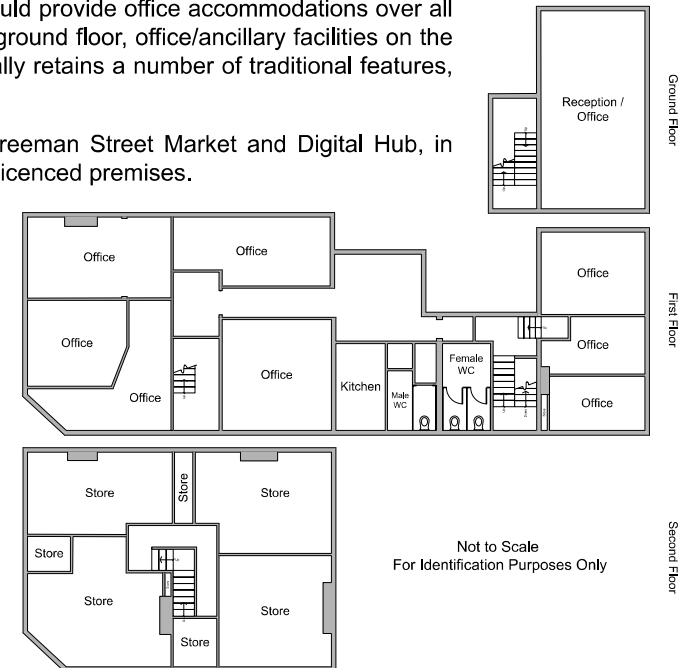 uld provide office accommodations over all
ground floor, office/ancillary facilities on the
ally retains a number of traditional features,
reeman Street Market and Digital Hub, in
icenced premises.
Reception /
Office
Ground Floor
Office
Office
Office
Office
Office
Office
Office
Office
Kitchen
Male
WC
Female
WC
First Floor
Store
Store
Store
Store
Store
Store
Store
Not to Scale
For Identification Purposes Only
Second Floor